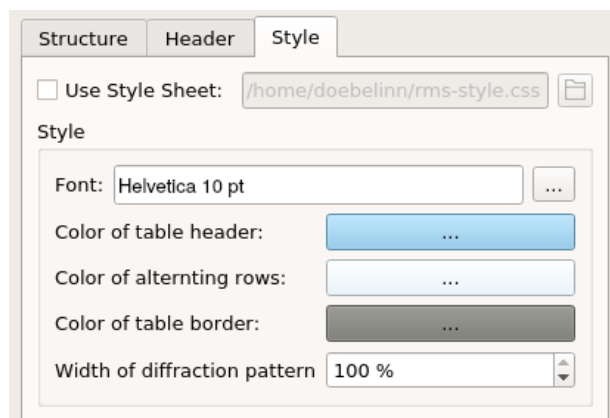 Structure Header Style
Use Style Sheet: /home/doebelinn/rms-style.css
Style
Font: Helvetica 10 pt ...
Color of table header: ...
Color of alternting rows: ...
Color of table border: ...
Width of diffraction pattern 100 %